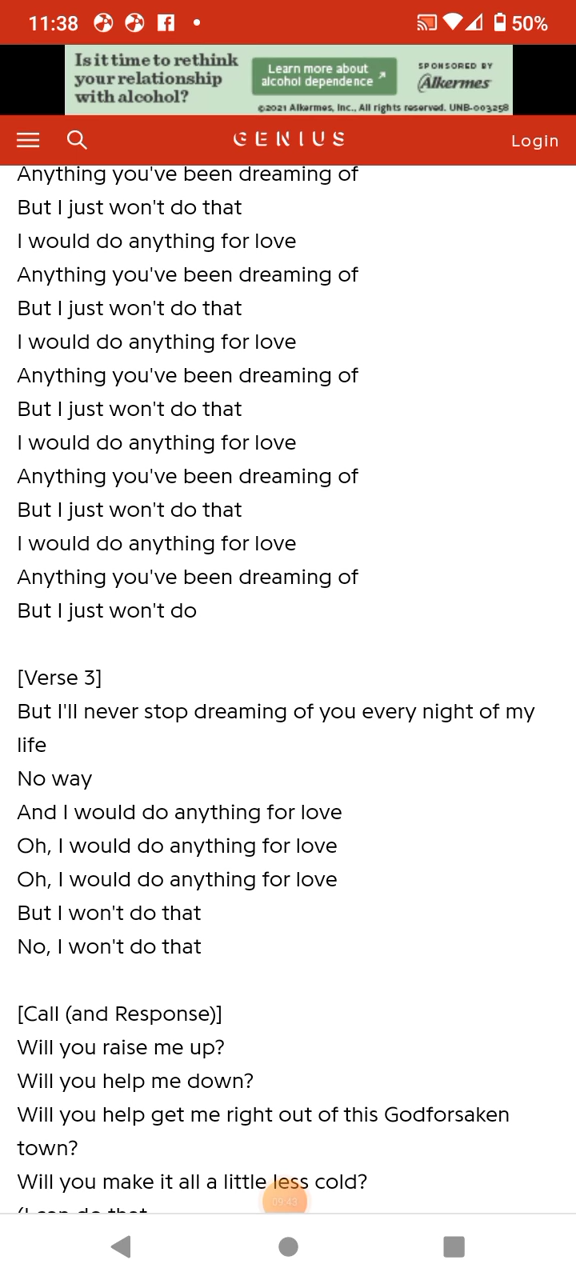 11:38
50%
Is it time to rethink
your relationship
with alcohol?
Learn more about
alcohol dependence
SPONSORED BY
Alkermes
©2021 Alkermes, Inc., All rights reserved. UNB-003258
GENIUS
Login
Anything you've been dreaming of
But I just won't do that
I would do anything for love
Anything you've been dreaming of
But I just won't do that
I would do anything for love
Anything you've been dreaming of
But I just won't do that
I would do anything for love
Anything you've been dreaming of
But I just won't do that
I would do anything for love
Anything you've been dreaming of
But I just won't do
[Verse 3]
But I'll never stop dreaming of you every night of my
life
No way
And I would do anything for love
Oh, I would do anything for love
Oh, I would do anything for love
But I won't do that
No, I won't do that
[Call (and Response)]
Will you raise me up?
Will you help me down?
Will you help get me right out of this Godforsaken
town?
Will you make it all a little less cold?
(I can do that